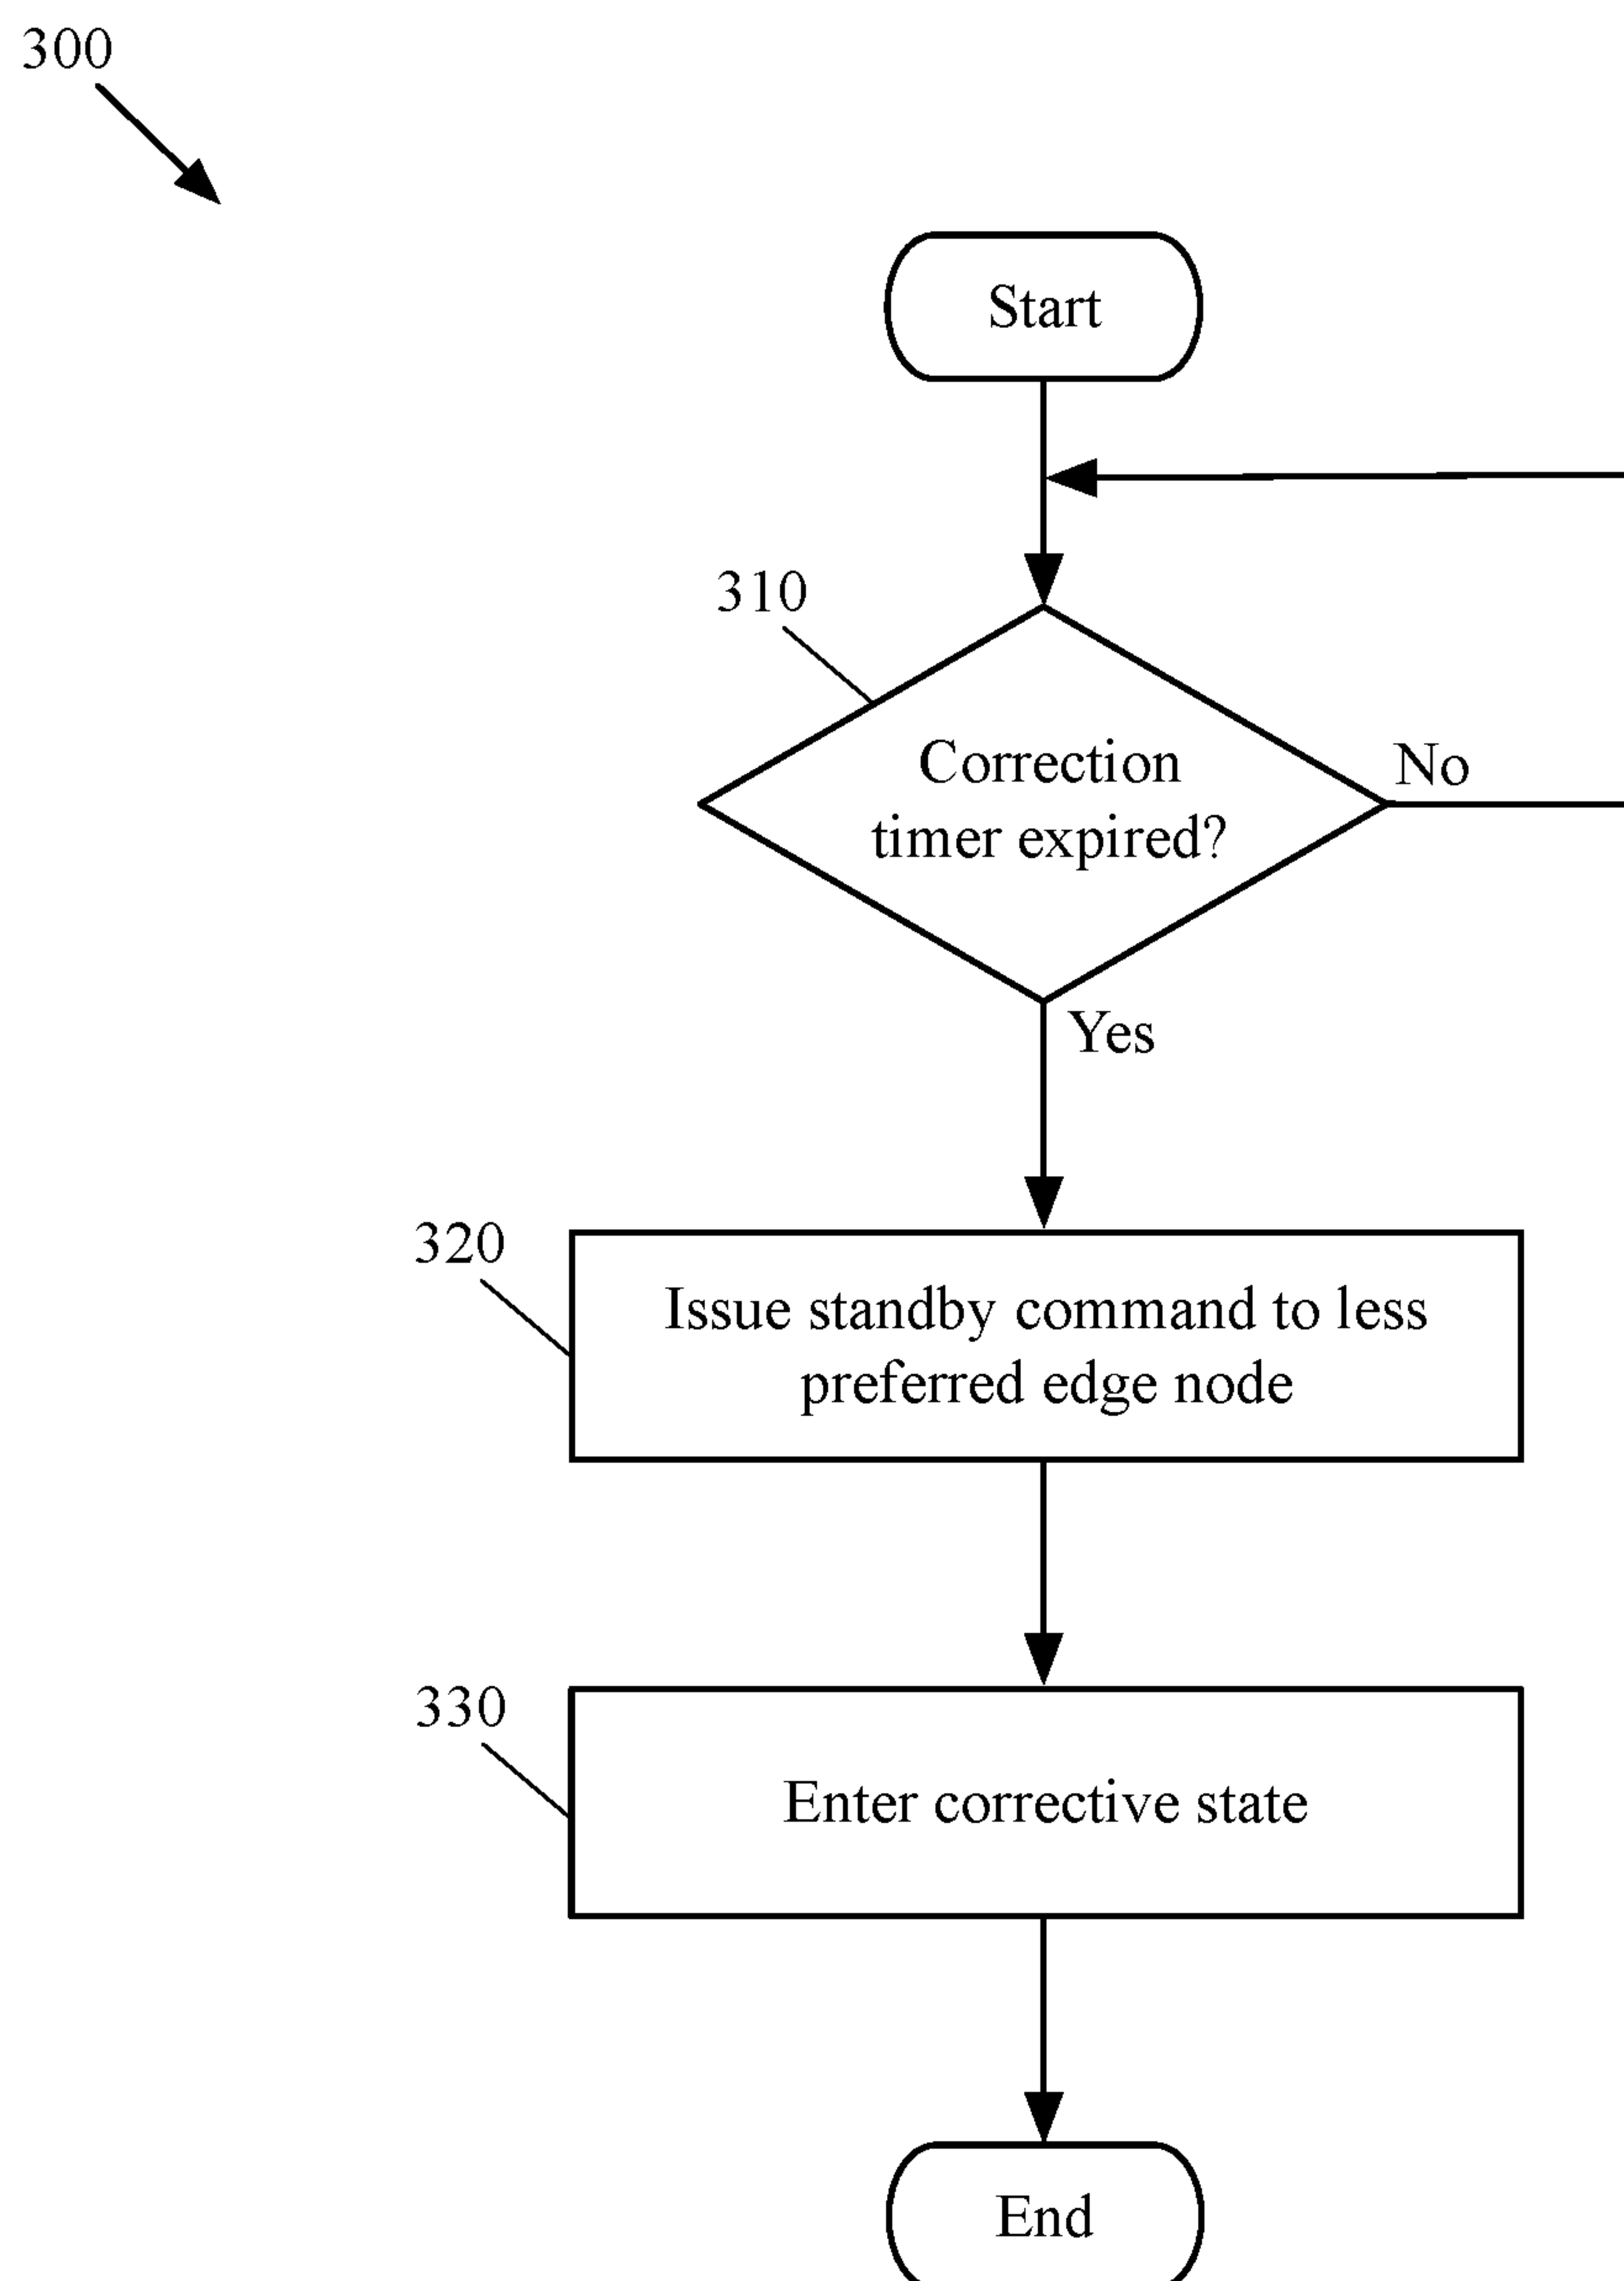 300
Start
310
Correction
timer expired?
No
Yes
320
Issue standby command to less
preferred edge node
330
Enter corrective state
End